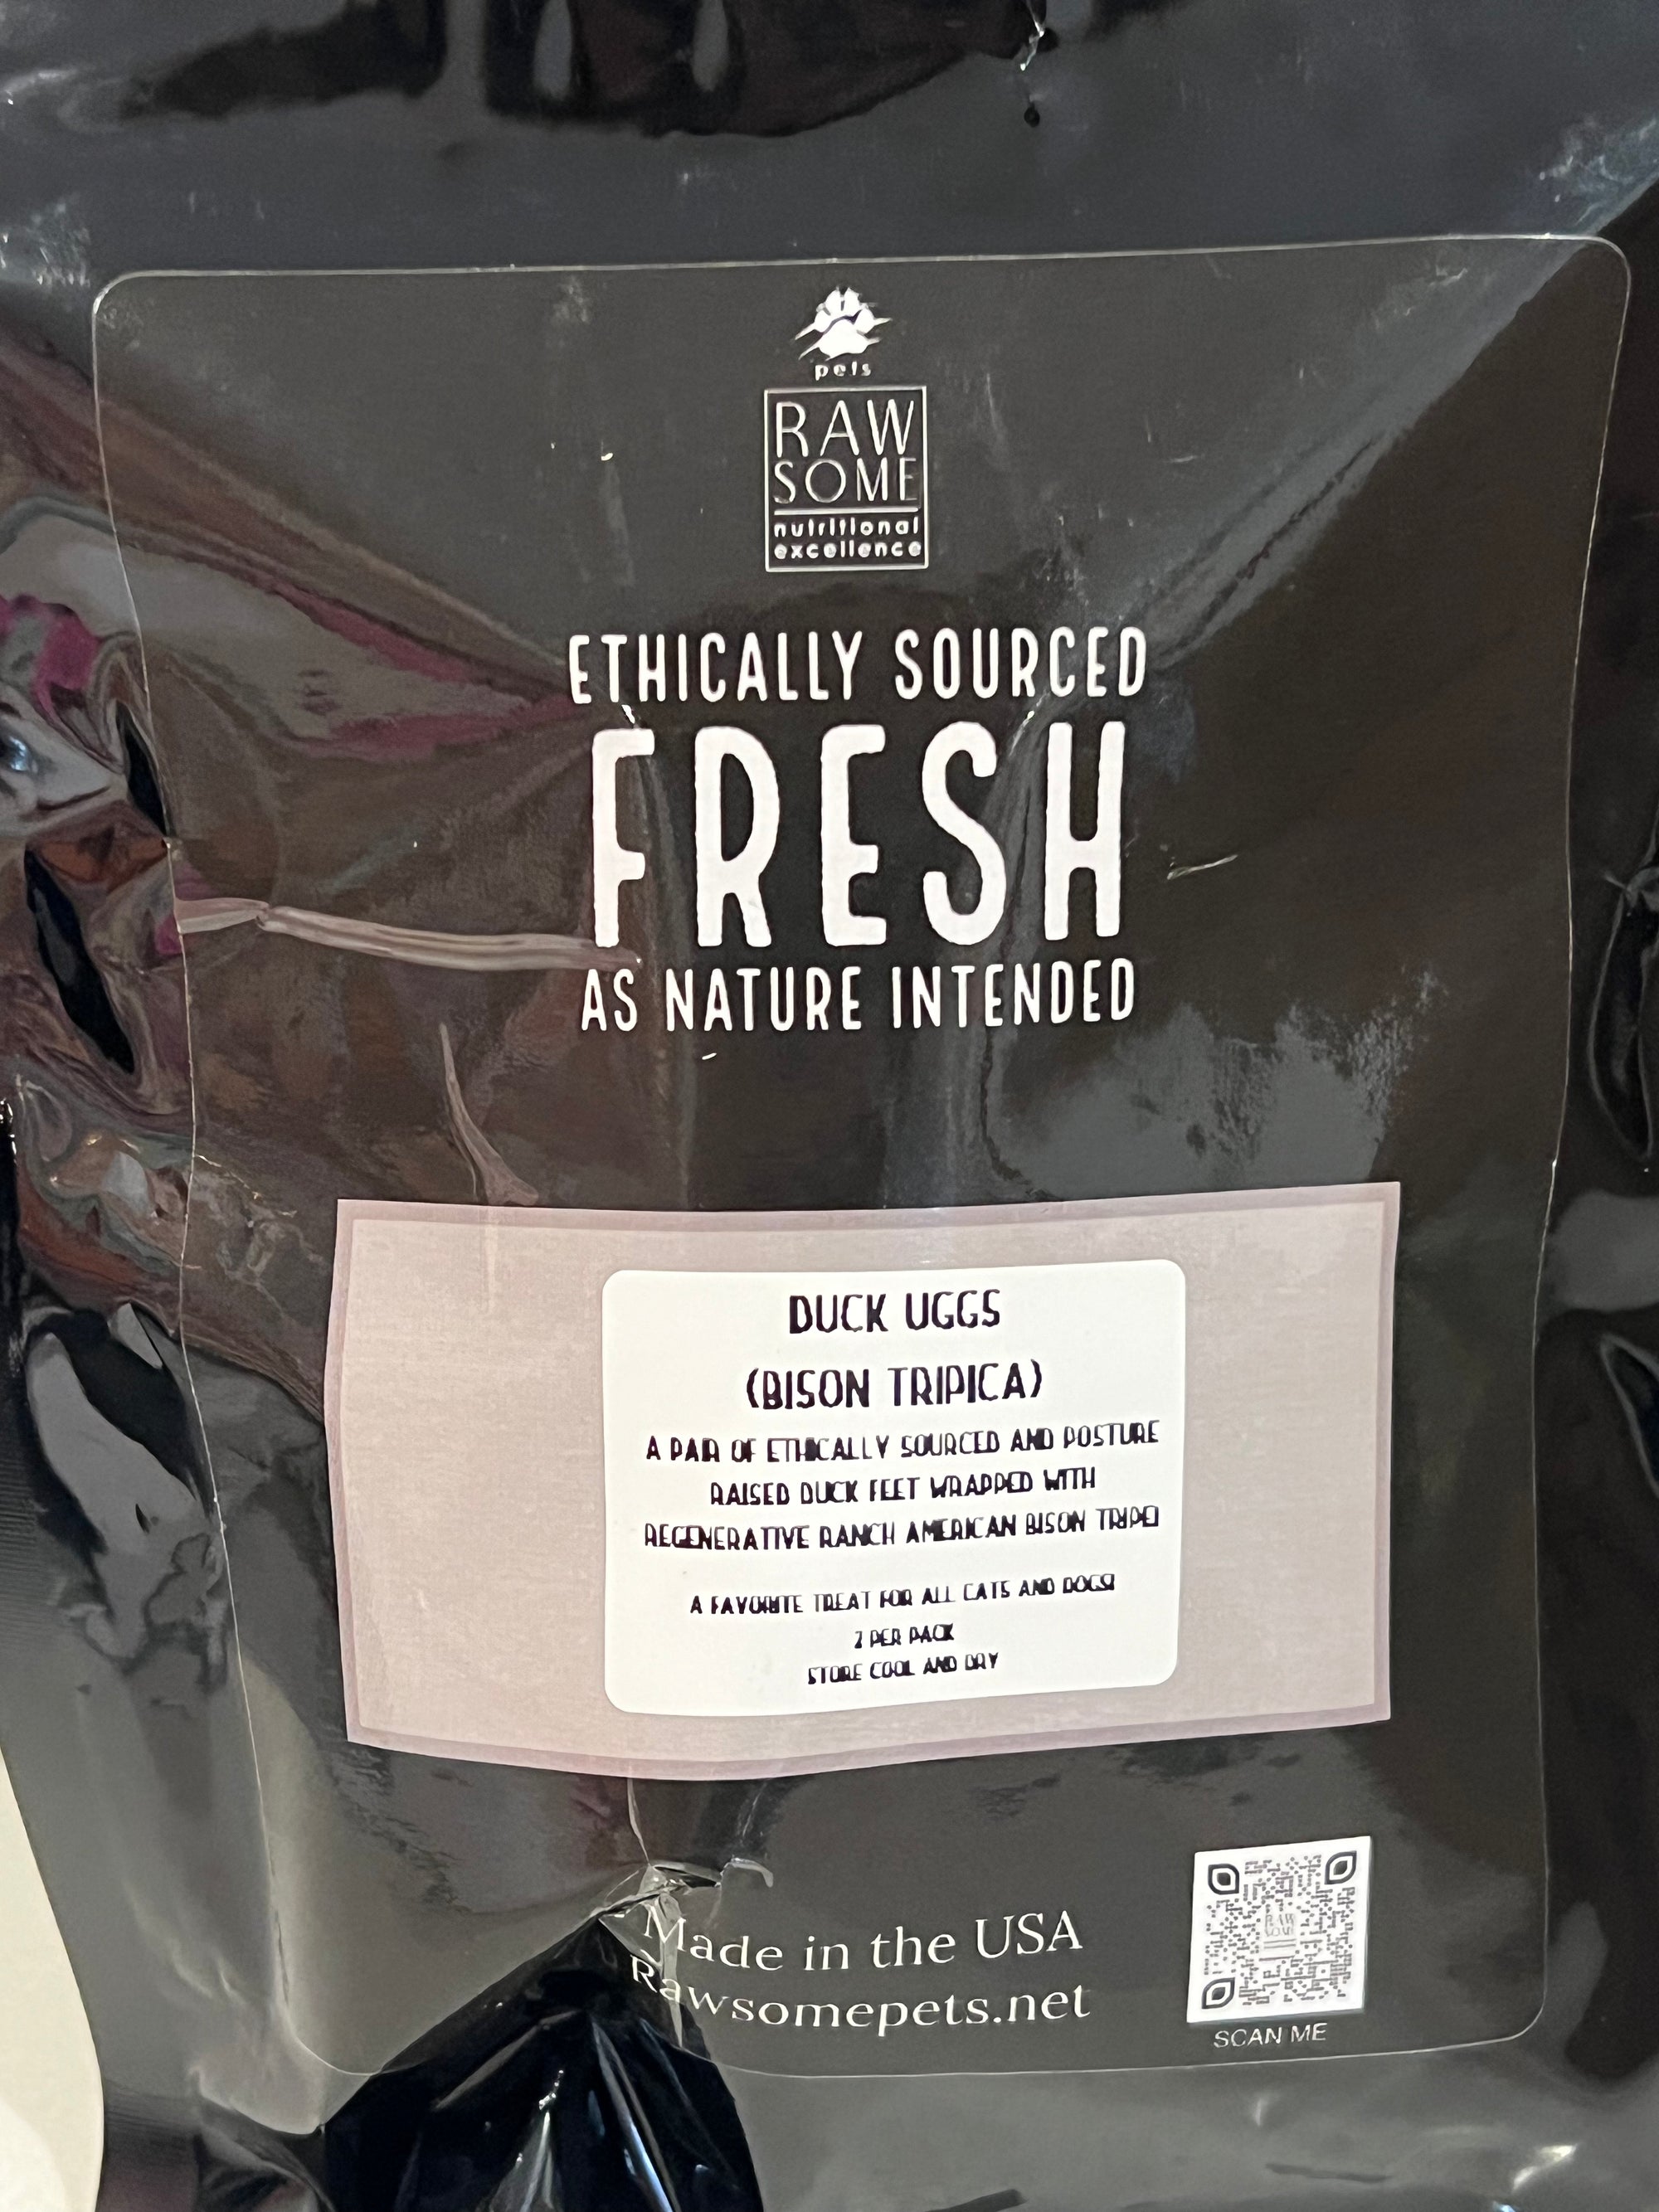 pets
RAW
SOME
nutritional
excellence
ETHICALLY SOURCED
FRESH
AS NATURE INTENDED
DUCK UGGS
(BISON TRIPICA)
A PAIR OF ETHICALLY SOURCED AND POSTURE
RAISED DUCK FEET WRAPPED WITH
REGENERATIVE RANCH AMERICAN BISON TRIPE!
A FAVORITE TREAT FOR ALL CATS AND DOGS!
2 PER PACK
STORE COOL AND DRY
Made in the USA
Rawsomepets.net
RAW
SOME
SCAN ME